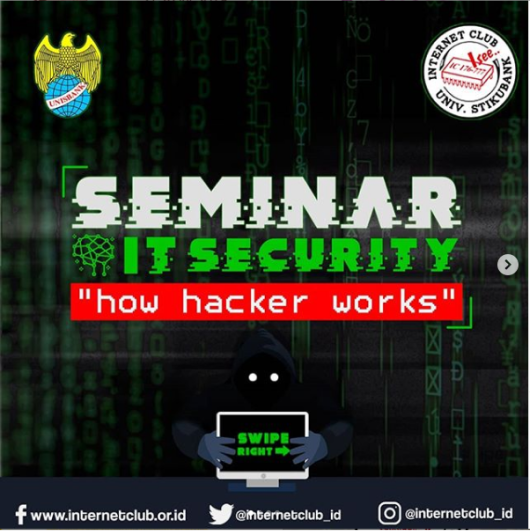 UNISBANK
INTERNET CLUB
UNIV. STIKUBANK
SEMINAR
IT SECURITY
"how hacker works"
SWIPE
RIGHT
www.internetclub.or.id
@internetclub_id
@internetclub_id